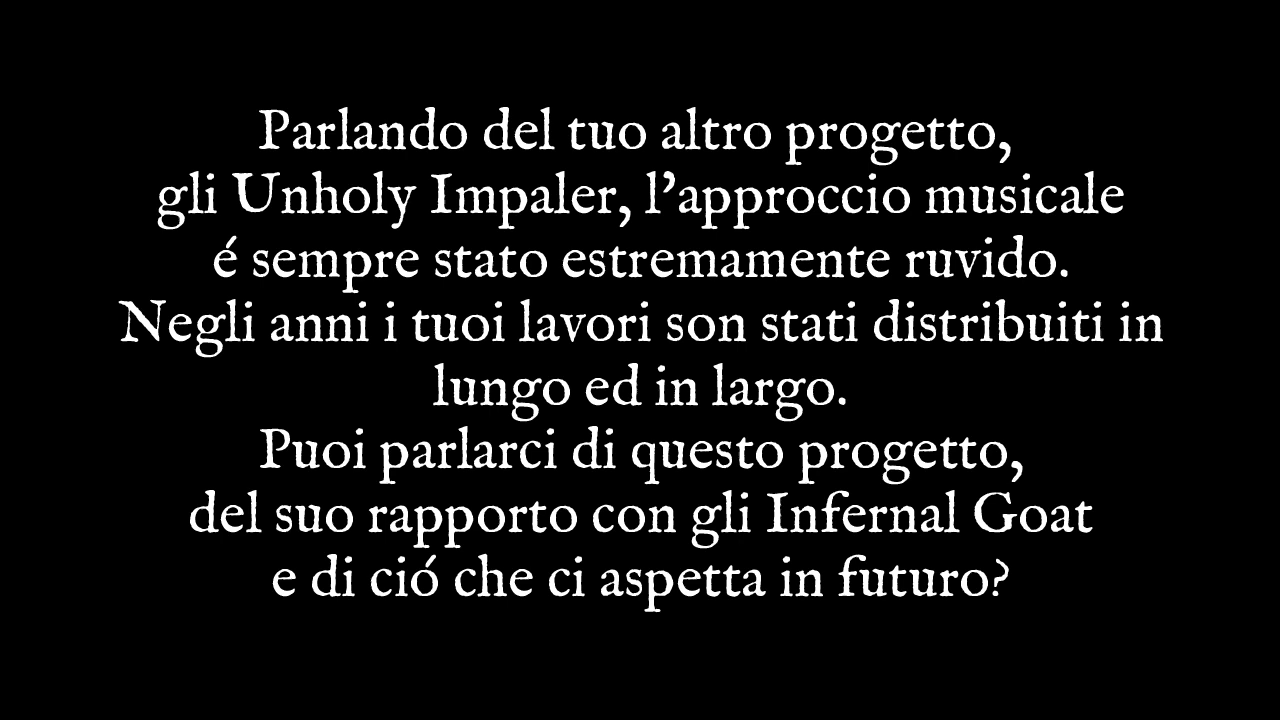 Parlando del tuo altro progetto,
gli Unholy Impaler, l’approccio musicale
é sempre stato estremamente ruvido.
Negli anni i tuoi lavori son stati distribuiti in
lungo ed in largo.
Puoi parlarci di questo progetto,
del suo rapporto con gli Infernal Goat
e di ció che ci aspetta in futuro?